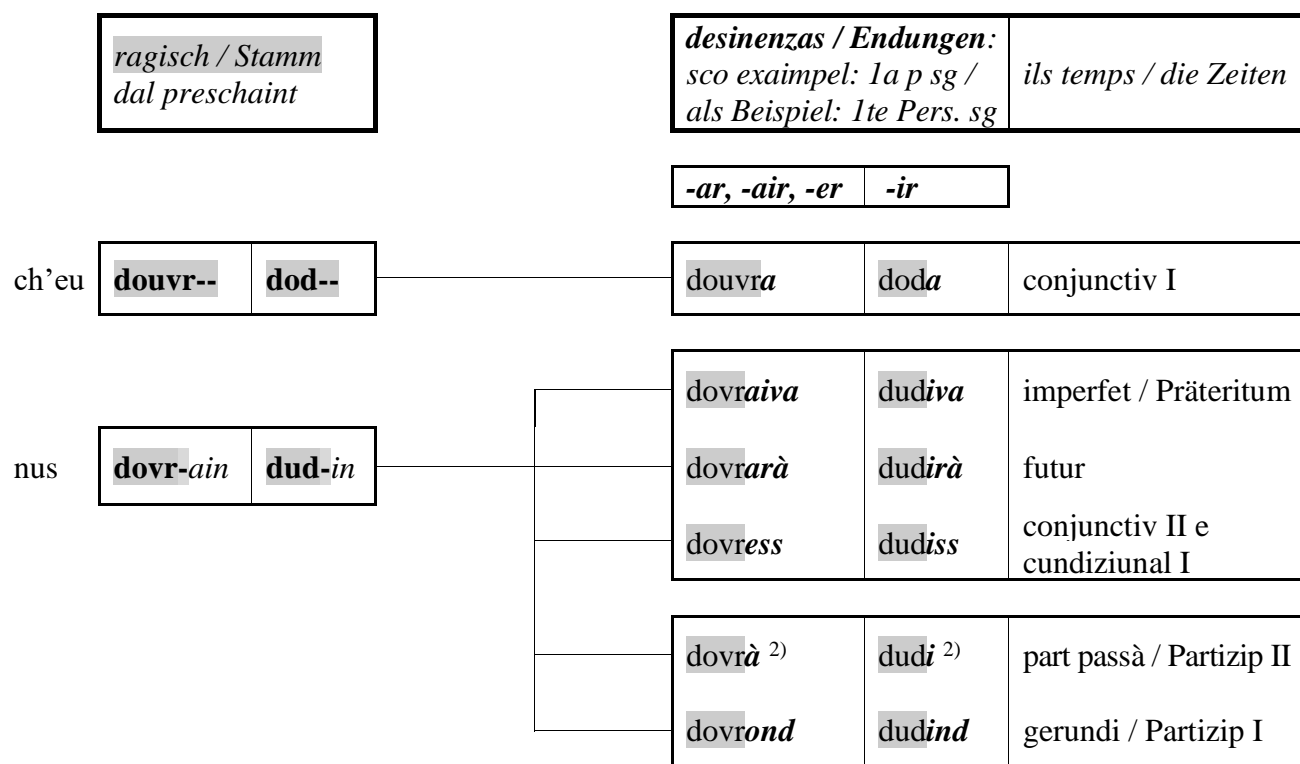 ragisch / Stamm
dal preschaint
desinenzas / Endungen:
sco exaimpel: 1a p sg /
als Beispiel: 1te Pers. sg
ils temps / die Zeiten
-ar, -air, -er -ir
ch’eu douvr-- dod-- douvra doda conjunctiv I
dovraiva dudiva imperfet / Präteritum
nus dovr-ain dud-in dovrarà dudirà futur
dovress dudiss conjunctiv II e
cundiziunal I
dovrà 2) dudi 2) part passà / Partizip II
dovrond dudind gerundi / Partizip I